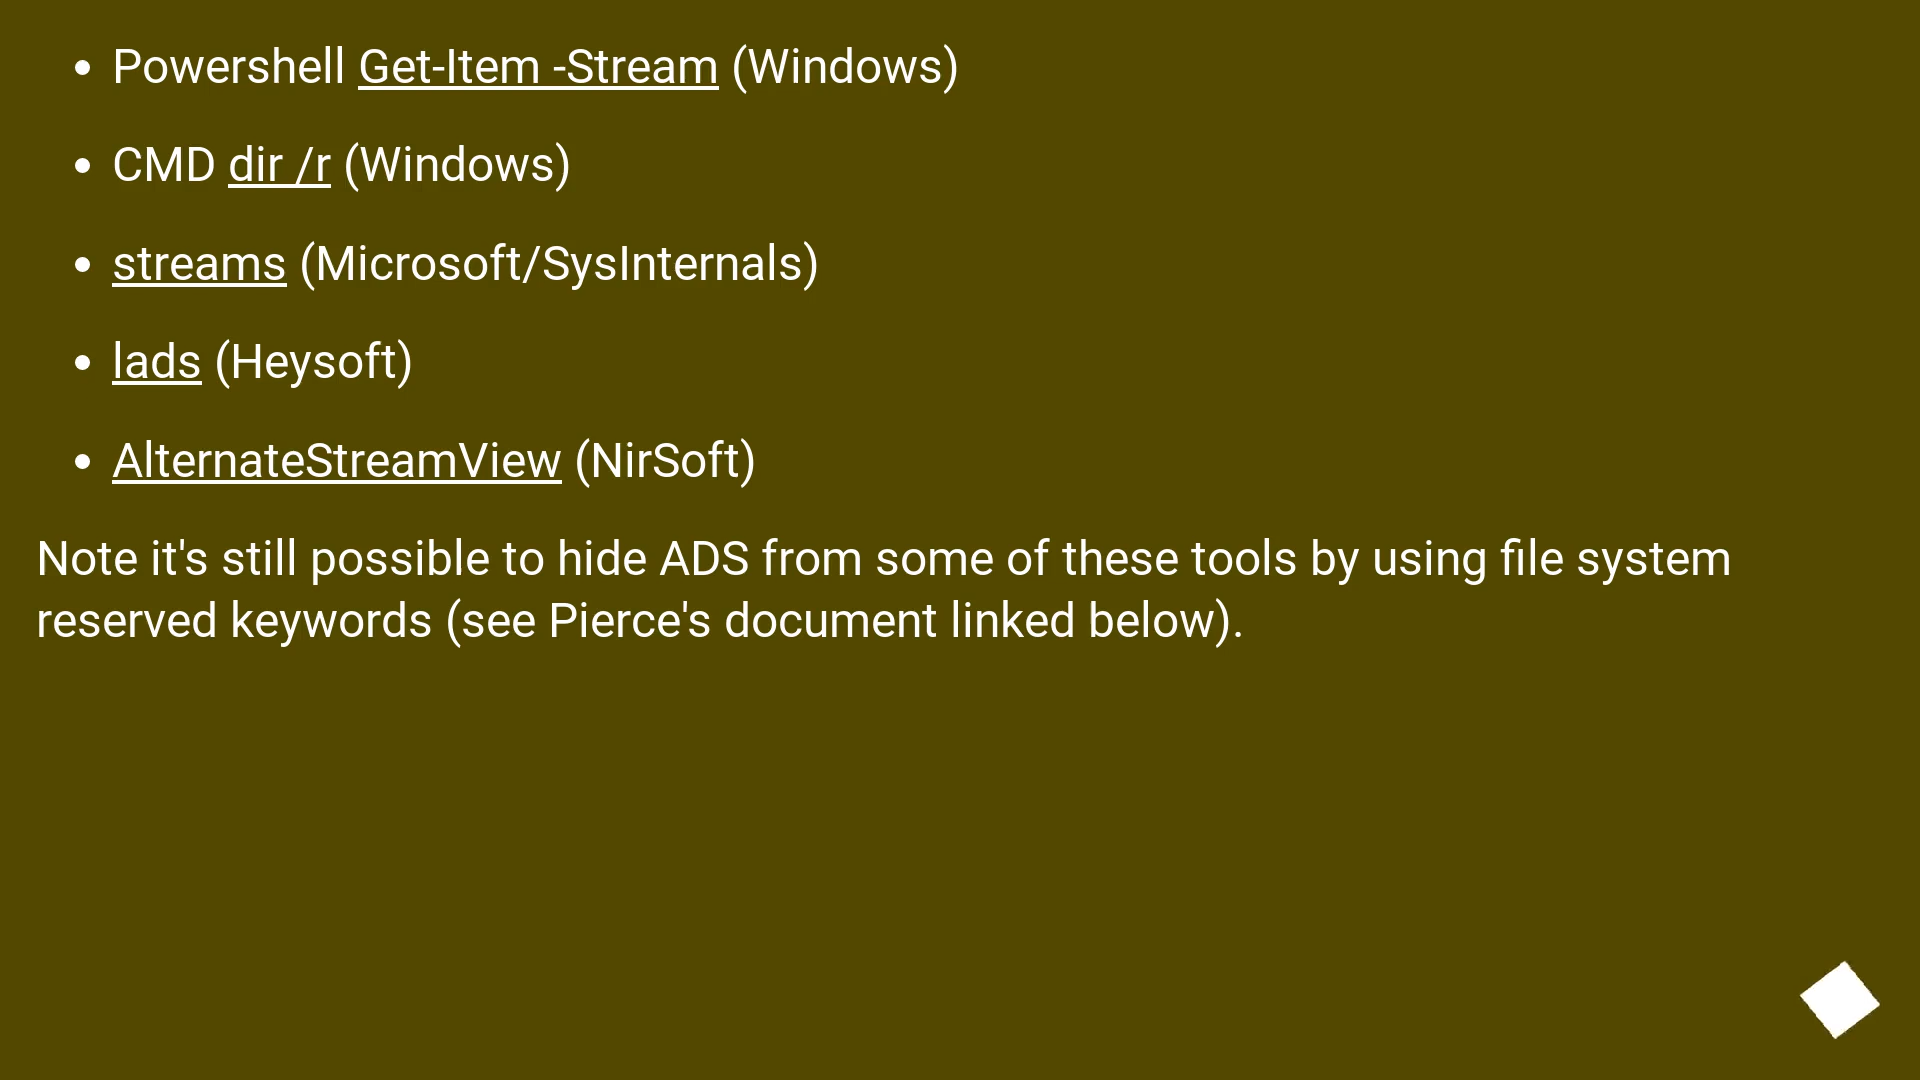 • Powershell Get-Item -Stream (Windows)
• CMD dir /r (Windows)
• streams (Microsoft/SysInternals)
• lads (Heysoft)
• AlternateStreamView (NirSoft)
Note it's still possible to hide ADS from some of these tools by using file system
reserved keywords (see Pierce's document linked below).